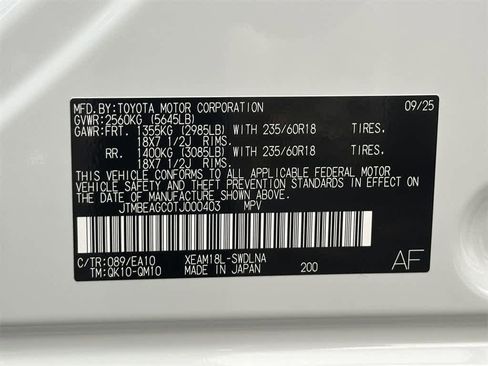 MFD.BY:TOYOTA MOTOR CORPORATION 09/25
GVWR:2560KG (5645LB)
GAWR:FRT. 1355KG (2985LB) WITH 235/60R18 TIRES.
18X7 1/2J RIMS.
RR. 1400KG (3085LB) WITH 235/60R18 TIRES.
18X7 1/2J RIMS.
THIS VEHICLE CONFORMS TO ALL APPLICABLE FEDERAL MOTOR
VEHICLE SAFETY AND THEFT PREVENTION STANDARDS IN EFFECT
ON THE DATE OF MANUFACTURE SHOWN ABOVE.
JTMBEAGC0TJ000403 MPV
C/TR:089/EA10 XEAM18L-SWDLNA
TM:QK10-QM10 MADE IN JAPAN 200 AF